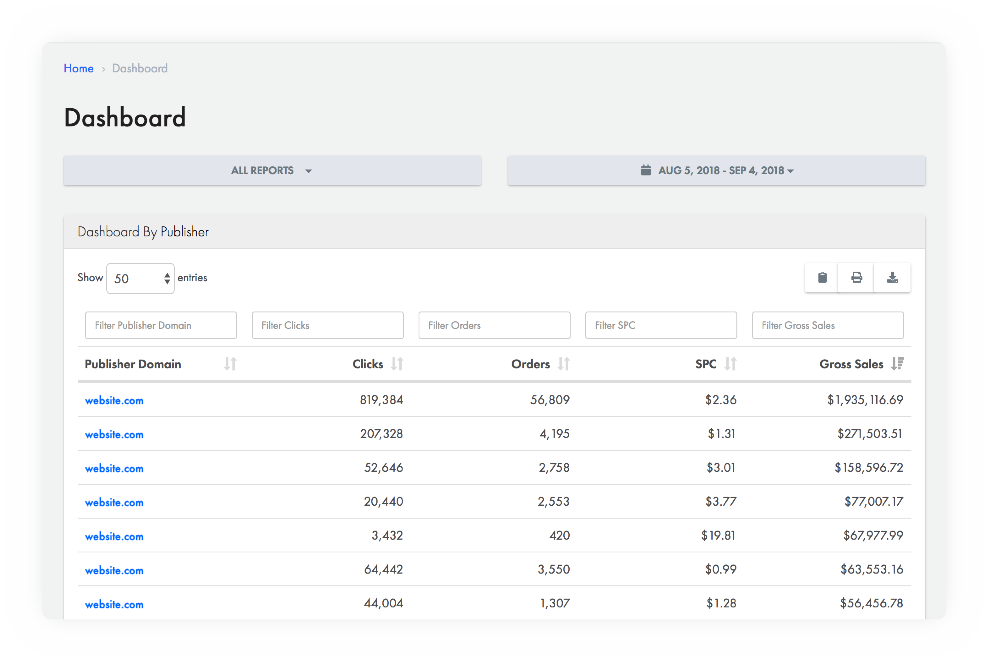 Home › Dashboard
Dashboard
ALL REPORTS
AUG 5, 2018 - SEP 4, 2018
Dashboard By Publisher
Show 50 entries
Filter Publisher Domain Filter Clicks Filter Orders Filter SPC Filter Gross Sales
Publisher Domain Clicks Orders SPC Gross Sales
website.com 819,384 56,809 $2.36 $1,935,116.69
website.com 207,328 4,195 $1.31 $271,503.51
website.com 52,646 2,758 $3.01 $158,596.72
website.com 20,440 2,553 $3.77 $77,007.17
website.com 3,432 420 $19.81 $67,977.99
website.com 64,442 3,550 $0.99 $63,553.16
website.com 44,004 1,307 $1.28 $56,456.78